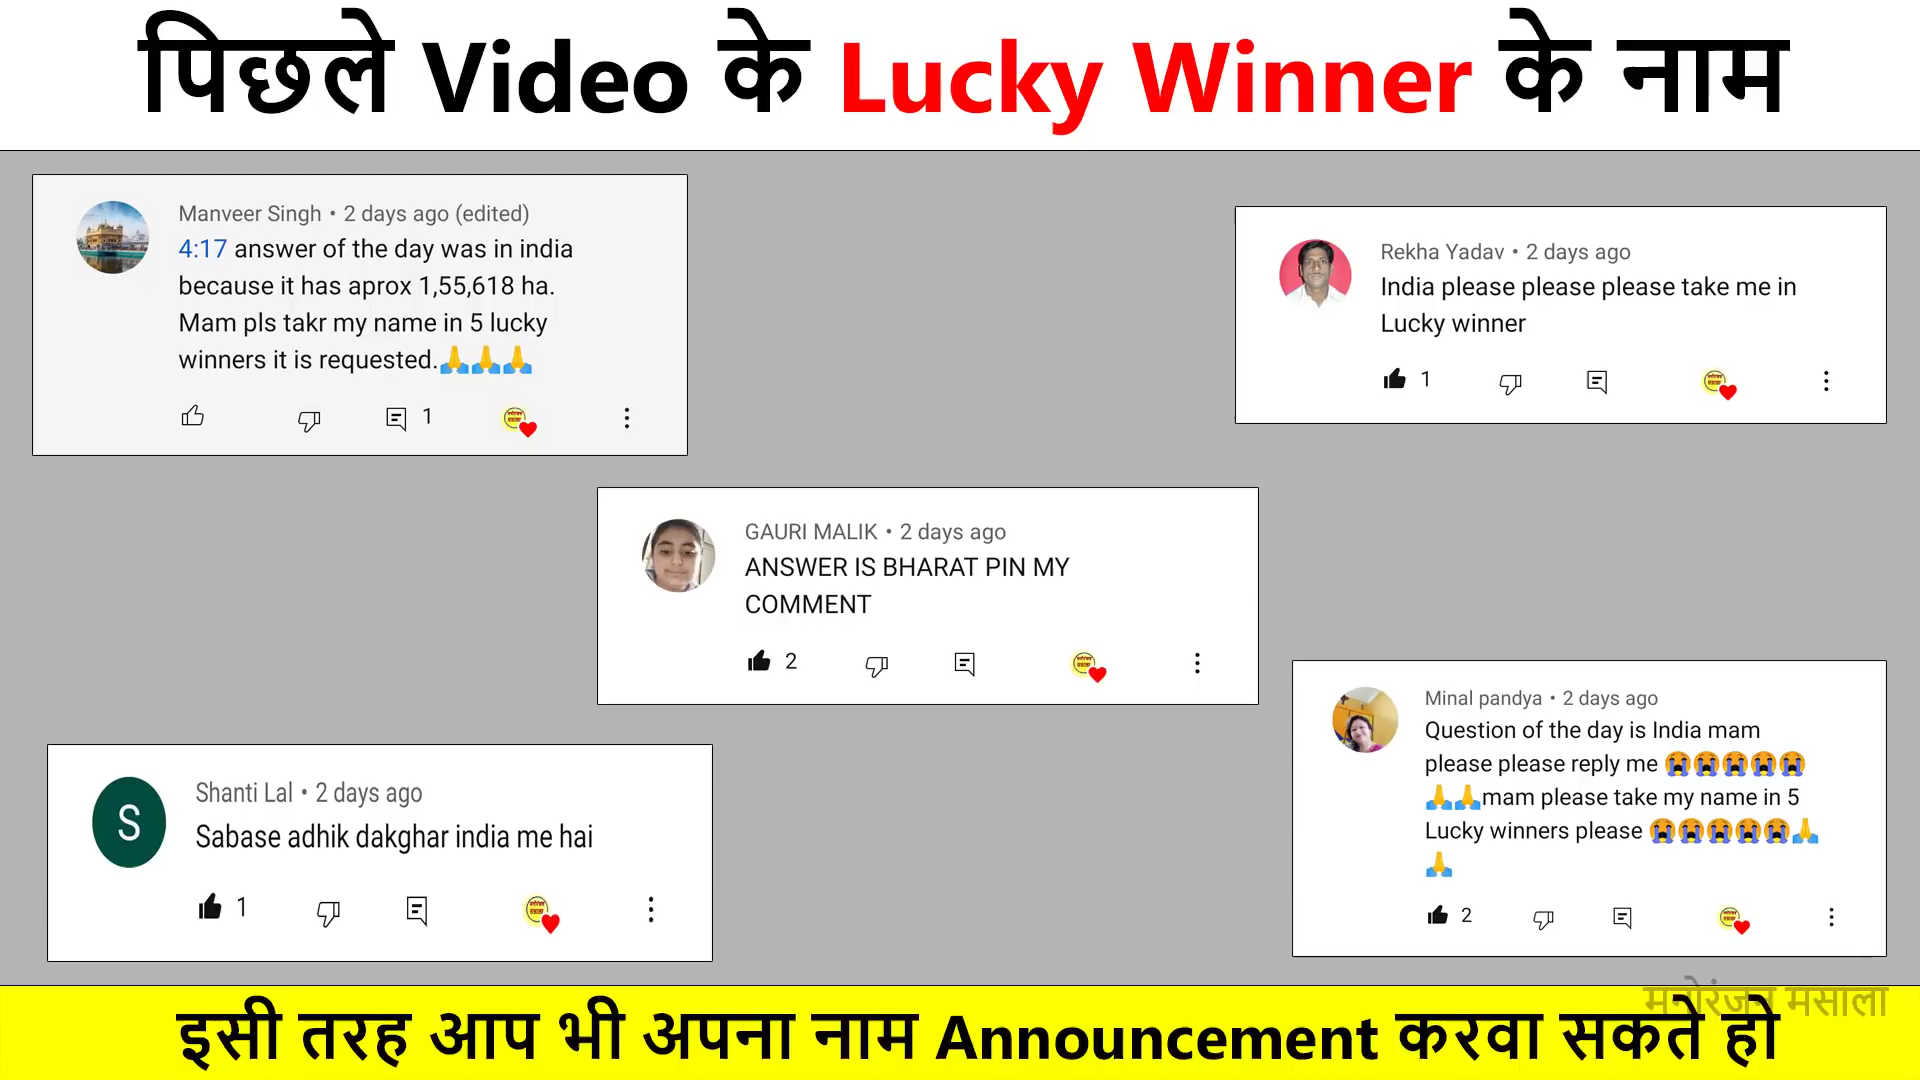 पिछले Video के Lucky Winner के नाम
Manveer Singh • 2 days ago (edited)
4:17 answer of the day was in india
because it has aprox 1,55,618 ha.
Mam pls takr my name in 5 lucky
winners it is requested.🙏🙏🙏
1
Rekha Yadav • 2 days ago
India please please please take me in
Lucky winner
1
GAURI MALIK • 2 days ago
ANSWER IS BHARAT PIN MY
COMMENT
2
Shanti Lal • 2 days ago
S
Sabase adhik dakghar india me hai
1
Minal pandya • 2 days ago
Question of the day is India mam
please please reply me 😭😭😭😭😭
🙏🙏mam please take my name in 5
Lucky winners please 😭😭😭😭😭🙏
🙏
2
मनोरंजन मसाला
इसी तरह आप भी अपना नाम Announcement करवा सकते हो